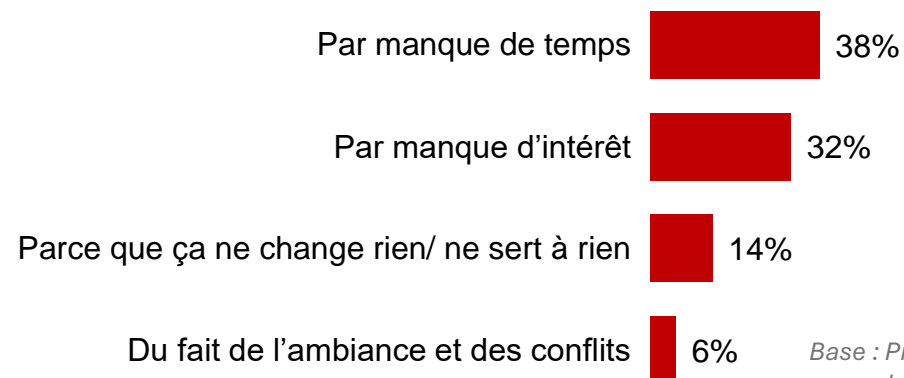 Par manque de temps 38%
Par manque d’intérêt 32%
Parce que ça ne change rien/ ne sert à rien 14%
Du fait de l’ambiance et des conflits 6% Base :